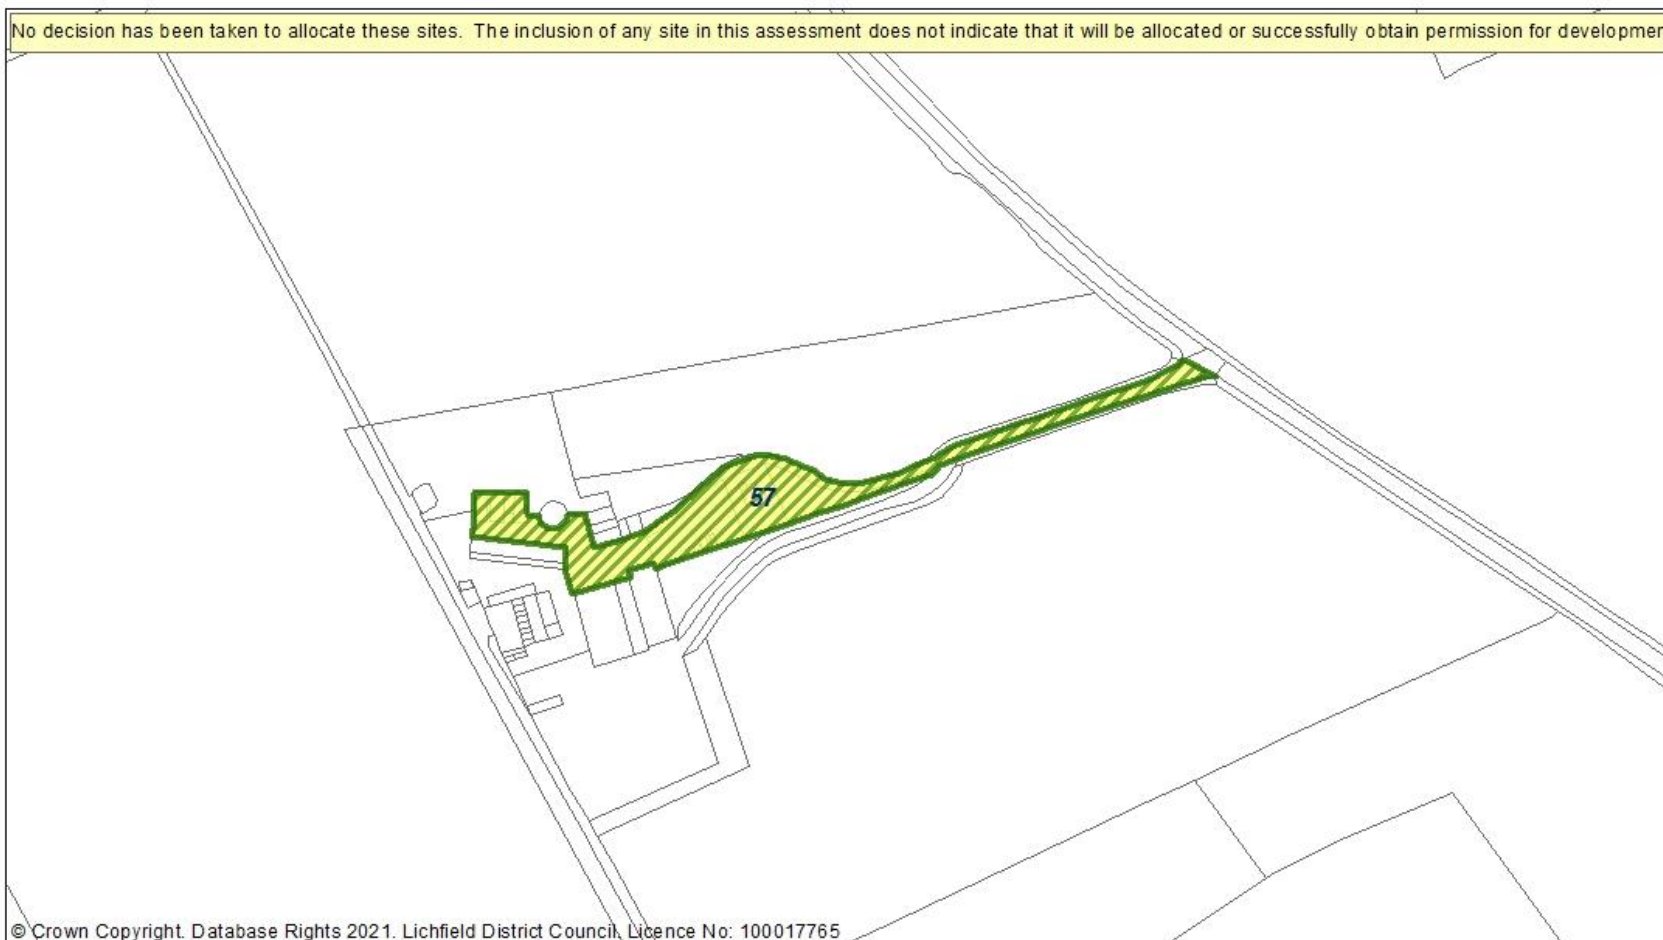 No decision has been taken to allocate these sites. The inclusion of any site in this assessment does not indicate that it will be allocated or successfully obtain permission for developmen
57
© Crown Copyright. Database Rights 2021. Lichfield District Council. Licence No: 100017765